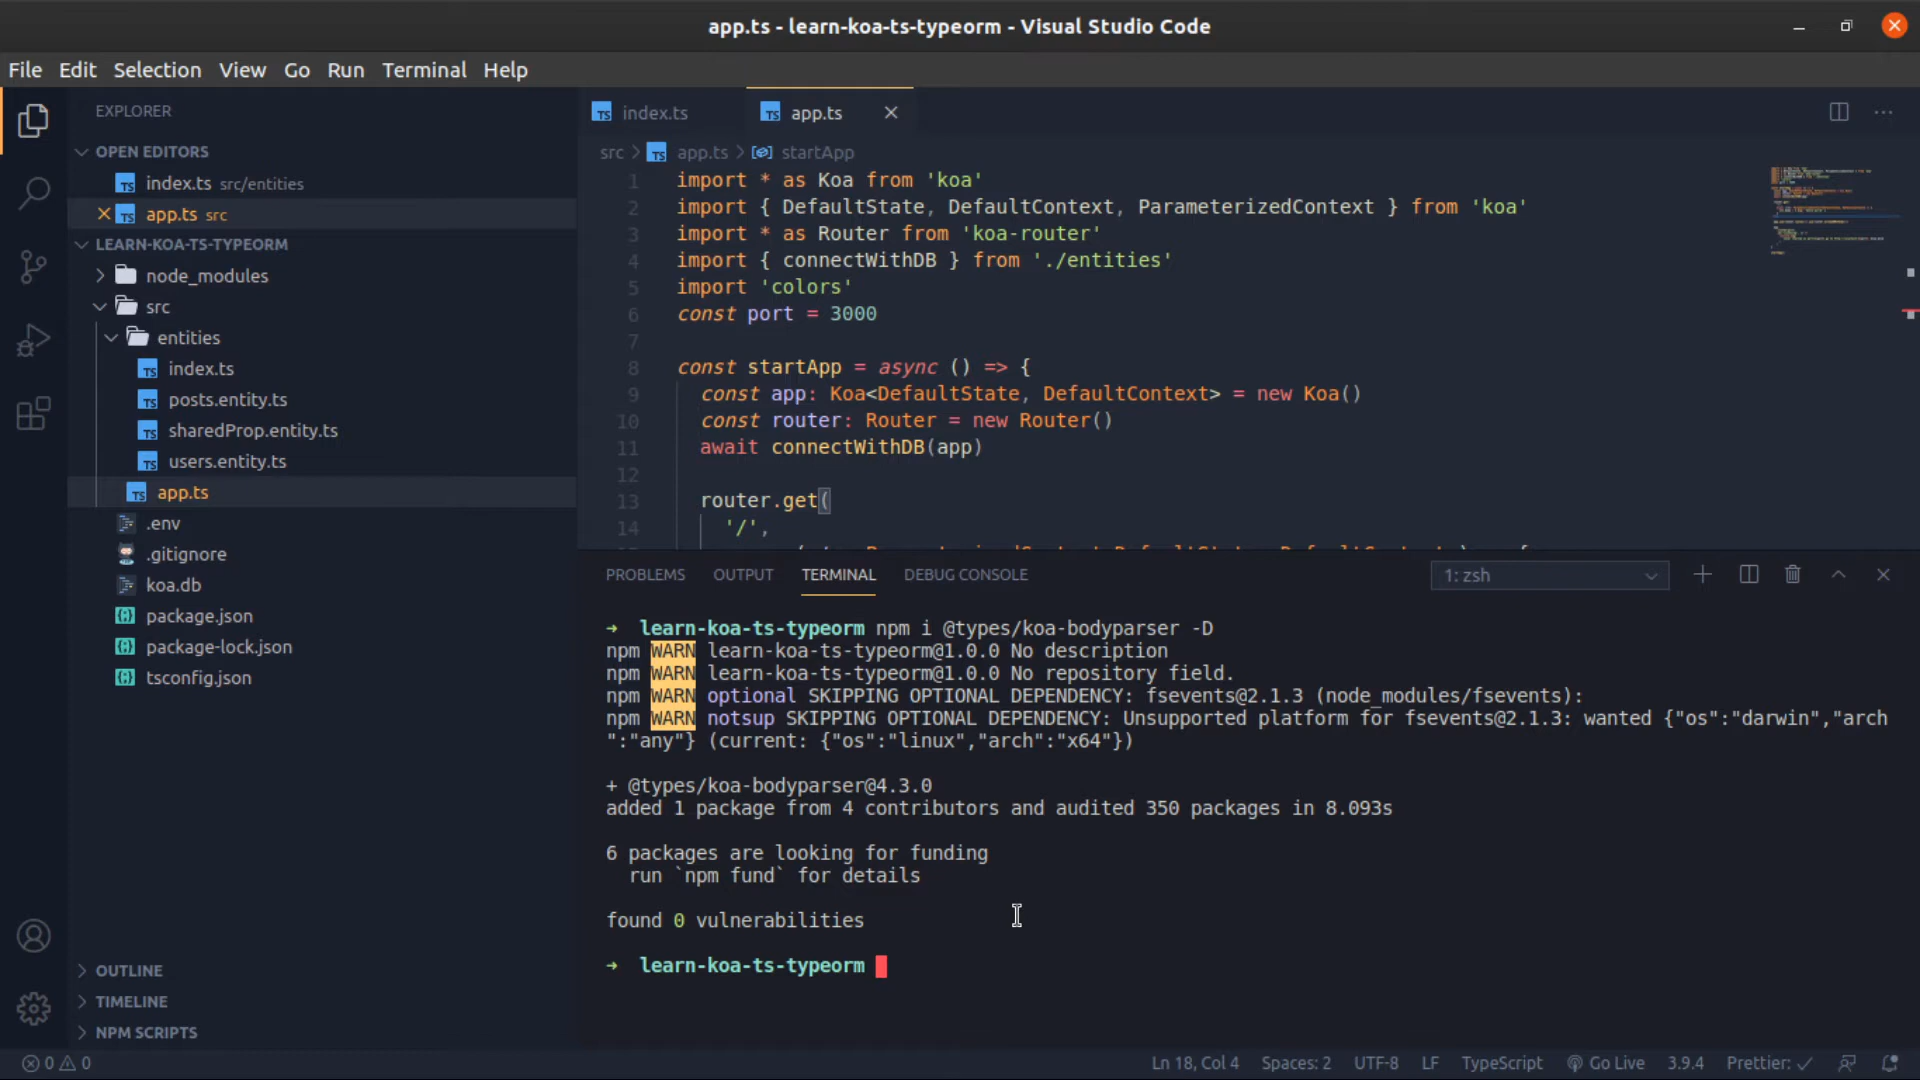 app.ts - learn-koa-ts-typeorm - Visual Studio Code
File Edit Selection View Go Run Terminal Help
EXPLORER
OPEN EDITORS
TS index.ts src/entities
TS app.ts src
LEARN-KOA-TS-TYPEORM
node_modules
src
entities
TS index.ts
TS posts.entity.ts
TS sharedProp.entity.ts
TS users.entity.ts
TS app.ts
.env
.gitignore
koa.db
package.json
package-lock.json
tsconfig.json
OUTLINE
TIMELINE
NPM SCRIPTS
TS index.ts
TS app.ts
src > TS app.ts > startApp
1 import * as Koa from 'koa'
2 import { DefaultState, DefaultContext, ParameterizedContext } from 'koa'
3 import * as Router from 'koa-router'
4 import { connectWithDB } from './entities'
5 import 'colors'
6 const port = 3000
7
8 const startApp = async () => {
9 const app: Koa<DefaultState, DefaultContext> = new Koa()
10 const router: Router = new Router()
11 await connectWithDB(app)
12
13 router.get(
14 '/',
PROBLEMS OUTPUT TERMINAL DEBUG CONSOLE
1: zsh
➜ learn-koa-ts-typeorm npm i @types/koa-bodyparser -D
npm WARN learn-koa-ts-typeorm@1.0.0 No description
npm WARN learn-koa-ts-typeorm@1.0.0 No repository field.
npm WARN optional SKIPPING OPTIONAL DEPENDENCY: fsevents@2.1.3 (node_modules/fsevents):
npm WARN notsup SKIPPING OPTIONAL DEPENDENCY: Unsupported platform for fsevents@2.1.3: wanted {"os":"darwin","arch
":"any"} (current: {"os":"linux","arch":"x64"})
+ @types/koa-bodyparser@4.3.0
added 1 package from 4 contributors and audited 350 packages in 8.093s
6 packages are looking for funding
run `npm fund` for details
found 0 vulnerabilities
➜ learn-koa-ts-typeorm
0 0
Ln 18, Col 4 Spaces: 2 UTF-8 LF TypeScript Go Live 3.9.4 Prettier: ✓